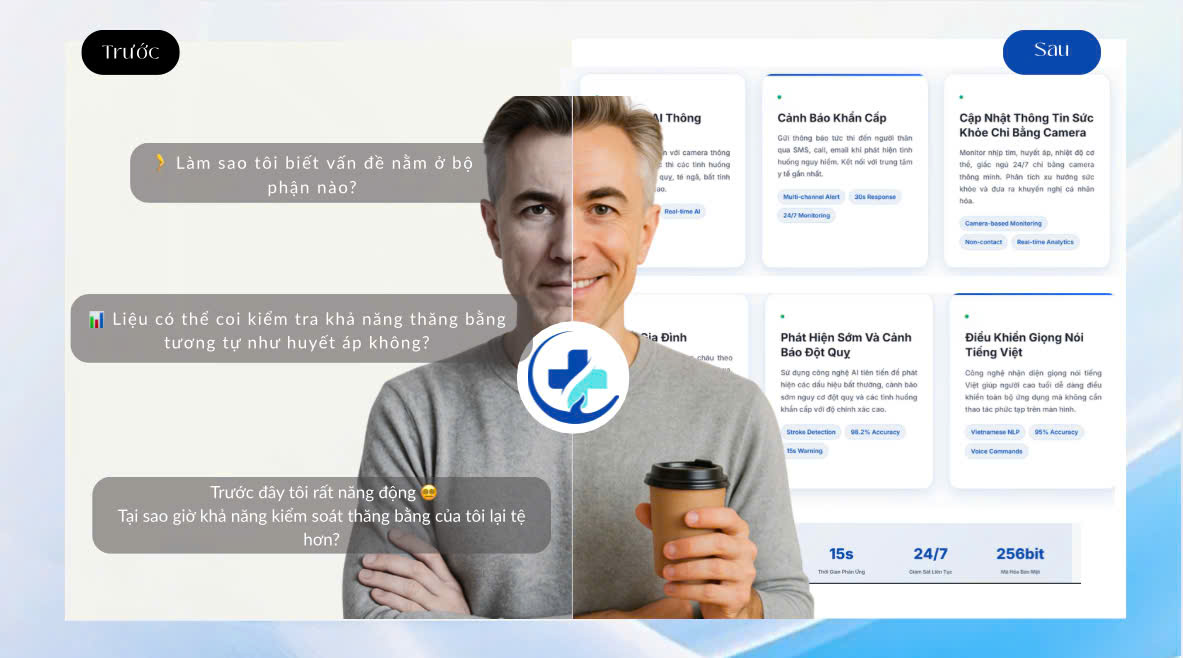 Trước
Sau
Làm sao tôi biết vấn đề nằm ở bộ
phận nào?
📊 Liệu có thể coi kiểm tra khả năng thăng bằng
tương tự như huyết áp không?
Trước đây tôi rất năng động 😵‍💫
Tại sao giờ khả năng kiểm soát thăng bằng của tôi lại tệ
hơn?
AI Thông
với camera thông
thì các tình huống
quỵ, té ngã, bất tỉnh
Real-time AI
Cảnh Báo Khẩn Cấp
Gửi thông báo tức thì đến người thân
qua SMS, call, email khi phát hiện tình
huống nguy hiểm. Kết nối với trung tâm
y tế gần nhất.
Multi-channel Alert
30s Response
24/7 Monitoring
Cập Nhật Thông Tin Sức
Khỏe Chỉ Bằng Camera
Monitor nhịp tim, huyết áp, nhiệt độ cơ
thể, giấc ngủ 24/7 chỉ bằng camera
thông minh. Phân tích xu hướng sức
khỏe và đưa ra khuyến nghị cá nhân
hóa.
Camera-based Monitoring
Non-contact
Real-time Analytics
Gia Đình
cháu theo
Phát Hiện Sớm Và Cảnh
Báo Đột Quỵ
Sử dụng công nghệ AI tiên tiến để phát
hiện các dấu hiệu bất thường, cảnh báo
sớm nguy cơ đột quỵ và các tình huống
khẩn cấp với độ chính xác cao.
Stroke Detection
98.2% Accuracy
15s Warning
Điều Khiển Giọng Nói
Tiếng Việt
Công nghệ nhận diện giọng nói tiếng
Việt giúp người cao tuổi dễ dàng điều
khiển toàn bộ ứng dụng mà không cần
thao tác phức tạp trên màn hình.
Vietnamese NLP
95% Accuracy
Voice Commands
15s
Thời Gian Phản Ứng
24/7
Giám Sát Liên Tục
256bit
Mã Hóa Bảo Mật